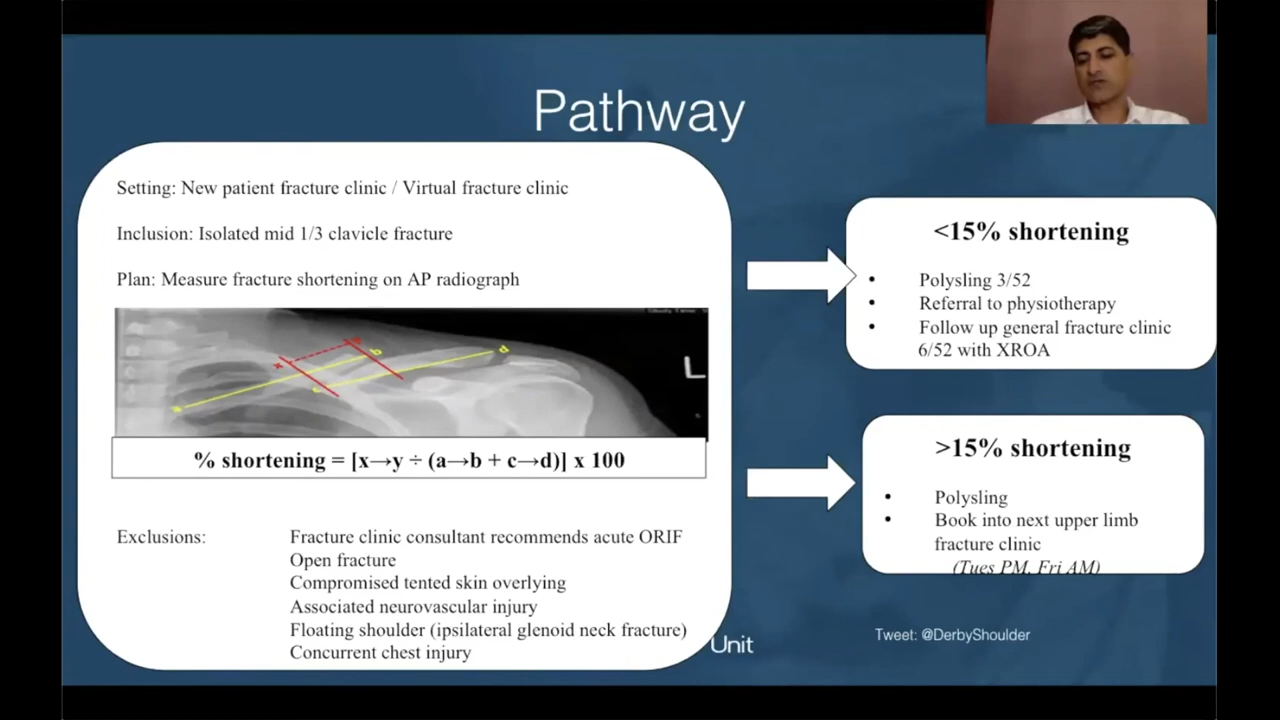 Pathway
Setting: New patient fracture clinic / Virtual fracture clinic
Inclusion: Isolated mid 1/3 clavicle fracture
Plan: Measure fracture shortening on AP radiograph
x
b
d
a
c
L
% shortening = [x→y ÷ (a→b + c→d)] x 100
Exclusions: Fracture clinic consultant recommends acute ORIF
Open fracture
Compromised tented skin overlying
Associated neurovascular injury
Floating shoulder (ipsilateral glenoid neck fracture)
Concurrent chest injury
<15% shortening
• Polysling 3/52
• Referral to physiotherapy
• Follow up general fracture clinic
6/52 with XROA
>15% shortening
• Polysling
• Book into next upper limb
fracture clinic
(Tues PM, Fri AM)
Unit
Tweet: @DerbyShoulder